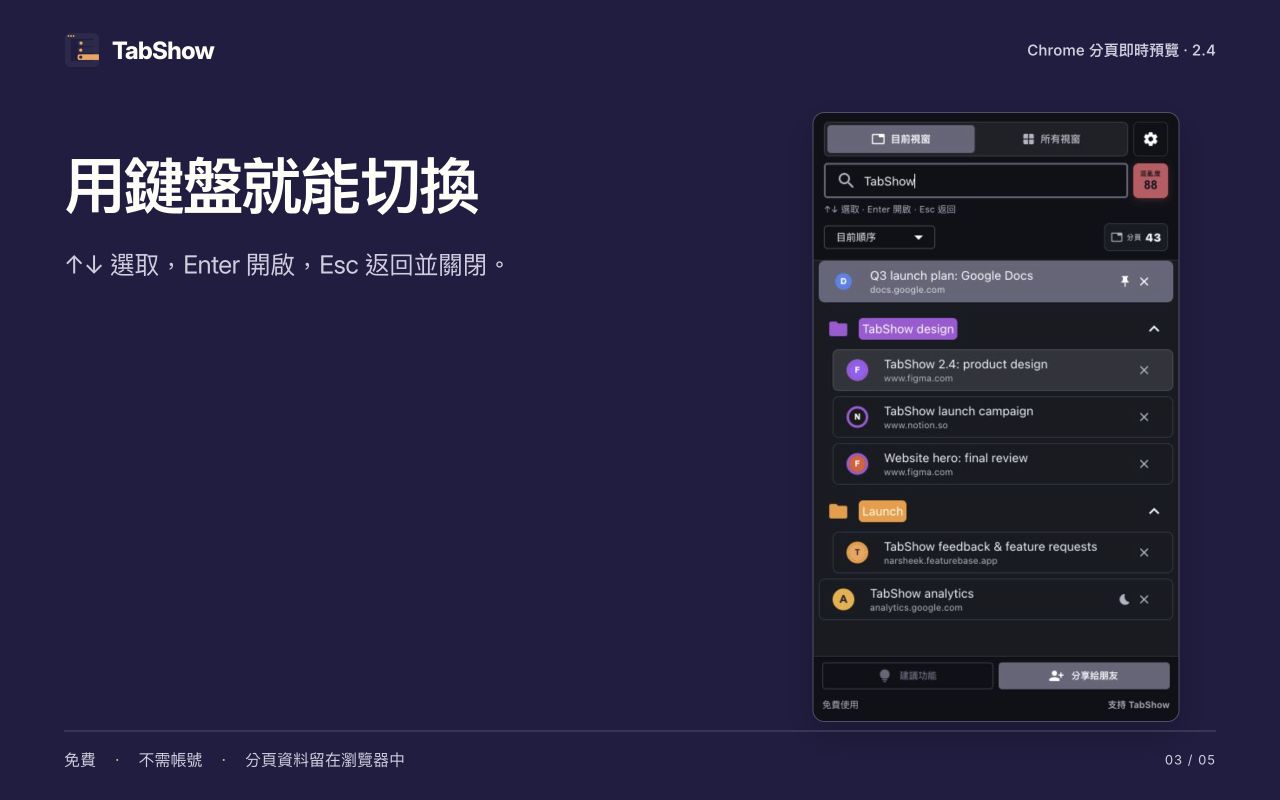 TabShow
Chrome 分頁即時預覽 · 2.4
用鍵盤就能切換
↑↓ 選取，Enter 開啟，Esc 返回並關閉。
目前視窗
所有視窗
TabShow
混亂度
88
↑↓ 選取 · Enter 開啟 · Esc 返回
目前順序
分頁 43
D
Q3 launch plan: Google Docs
docs.google.com
TabShow design
F
TabShow 2.4: product design
www.figma.com
N
TabShow launch campaign
www.notion.so
F
Website hero: final review
www.figma.com
Launch
T
TabShow feedback & feature requests
narsheek.featurebase.app
A
TabShow analytics
analytics.google.com
建議功能
分享給朋友
免費使用
支持 TabShow
免費 · 不需帳號 · 分頁資料留在瀏覽器中
03 / 05